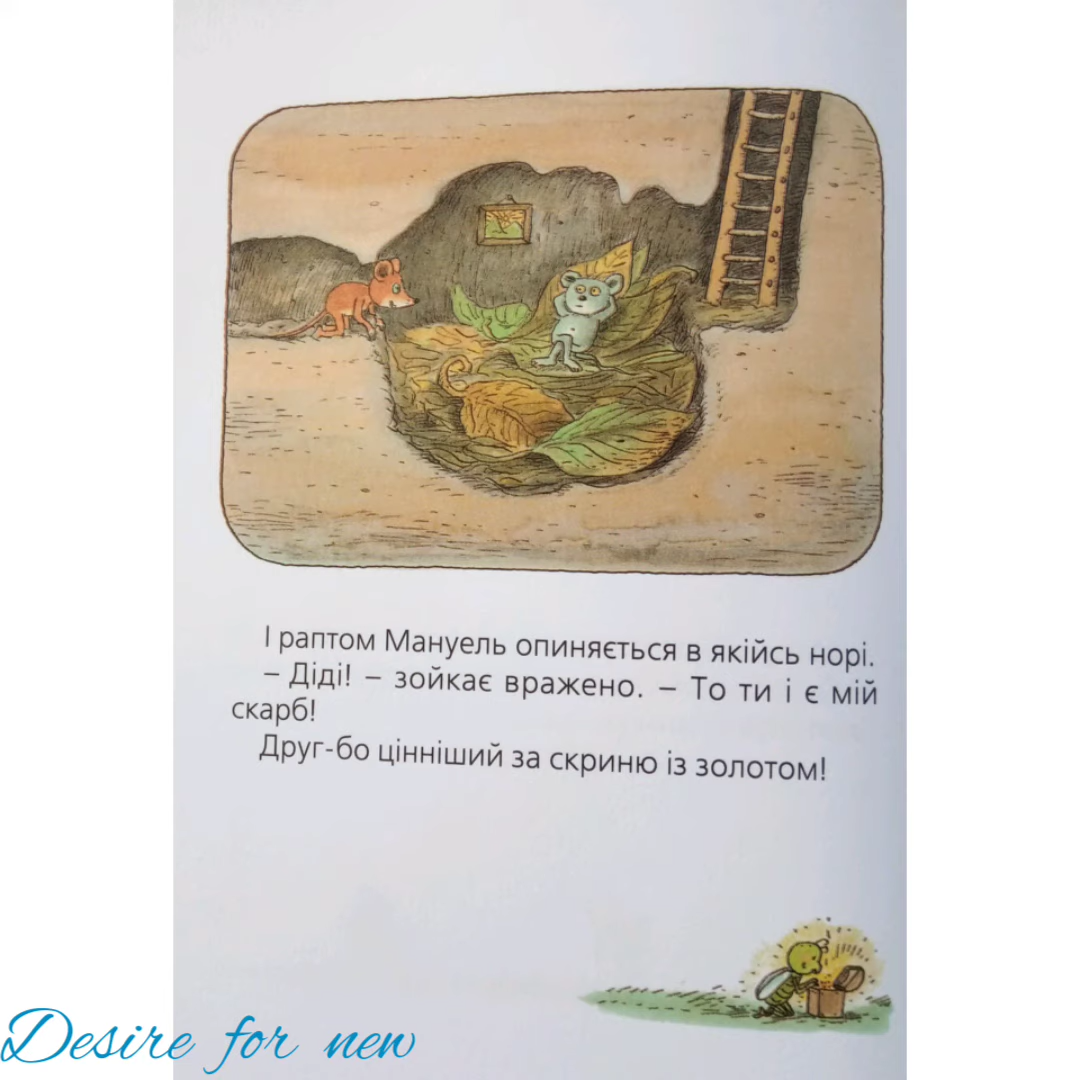 І раптом Мануель опиняється в якійсь норі.
– Діді! – зойкає вражено. – То ти і є мій
скарб!
Друг-бо цінніший за скриню із золотом!
Desire for new